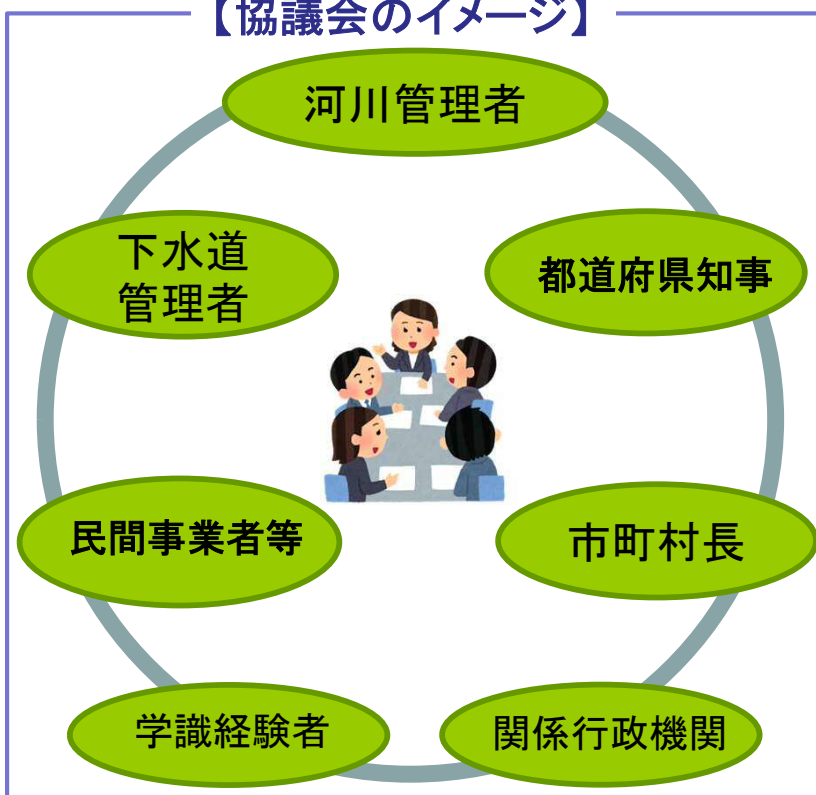 【協議会のイメージ】
河川管理者
下水道
管理者
都道府県知事
民間事業者等
市町村長
学識経験者
関係行政機関